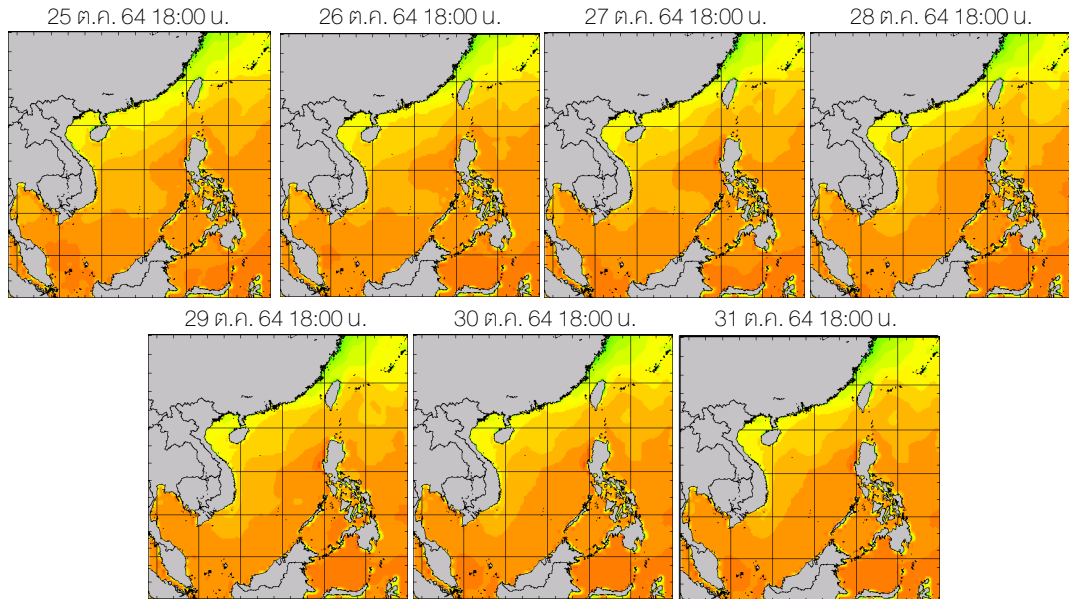 25 ต.ค. 64 18:00 น.
26 ต.ค. 64 18:00 น.
27 ต.ค. 64 18:00 น.
28 ต.ค. 64 18:00 น.
29 ต.ค. 64 18:00 น.
30 ต.ค. 64 18:00 น.
31 ต.ค. 64 18:00 น.